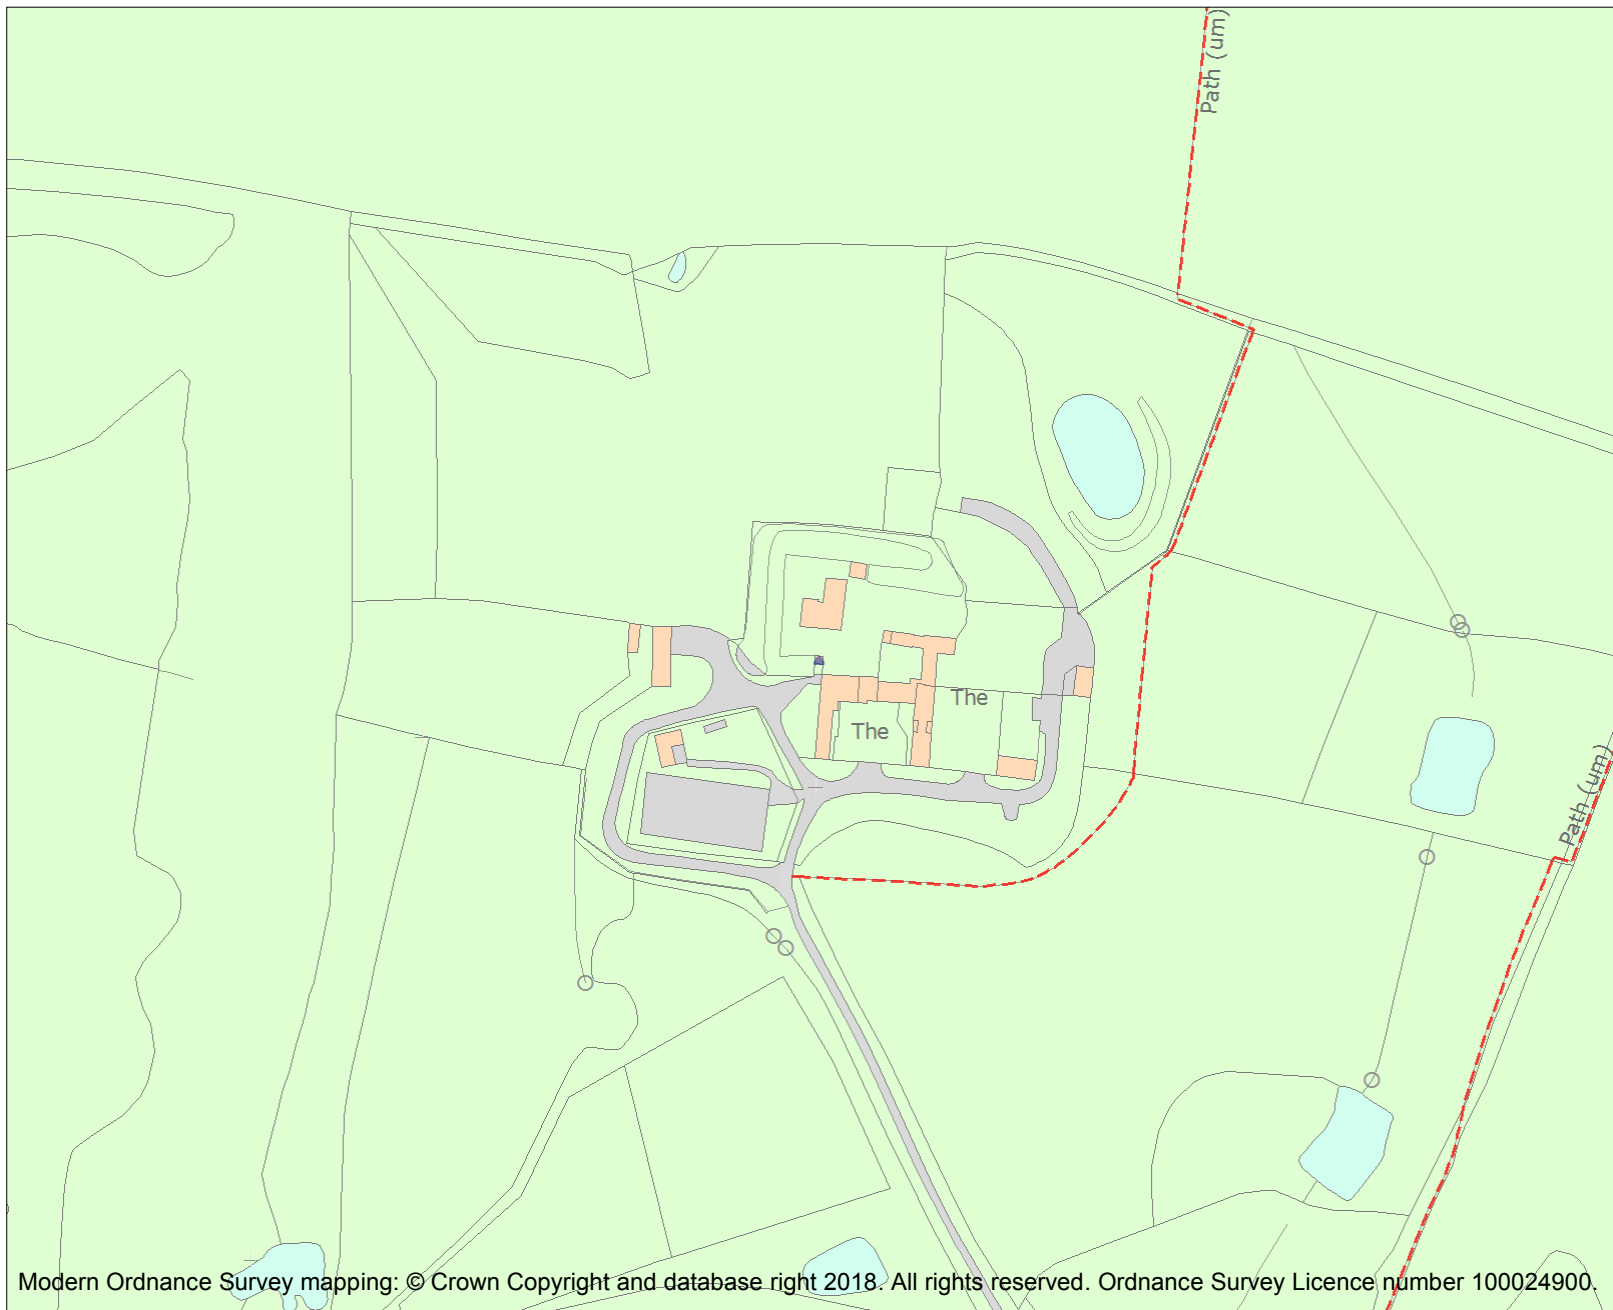 Path (um)
The
The
Path (um)
Modern Ordnance Survey mapping: © Crown Copyright and database right 2018. All rights reserved. Ordnance Survey Licence number 100024900.